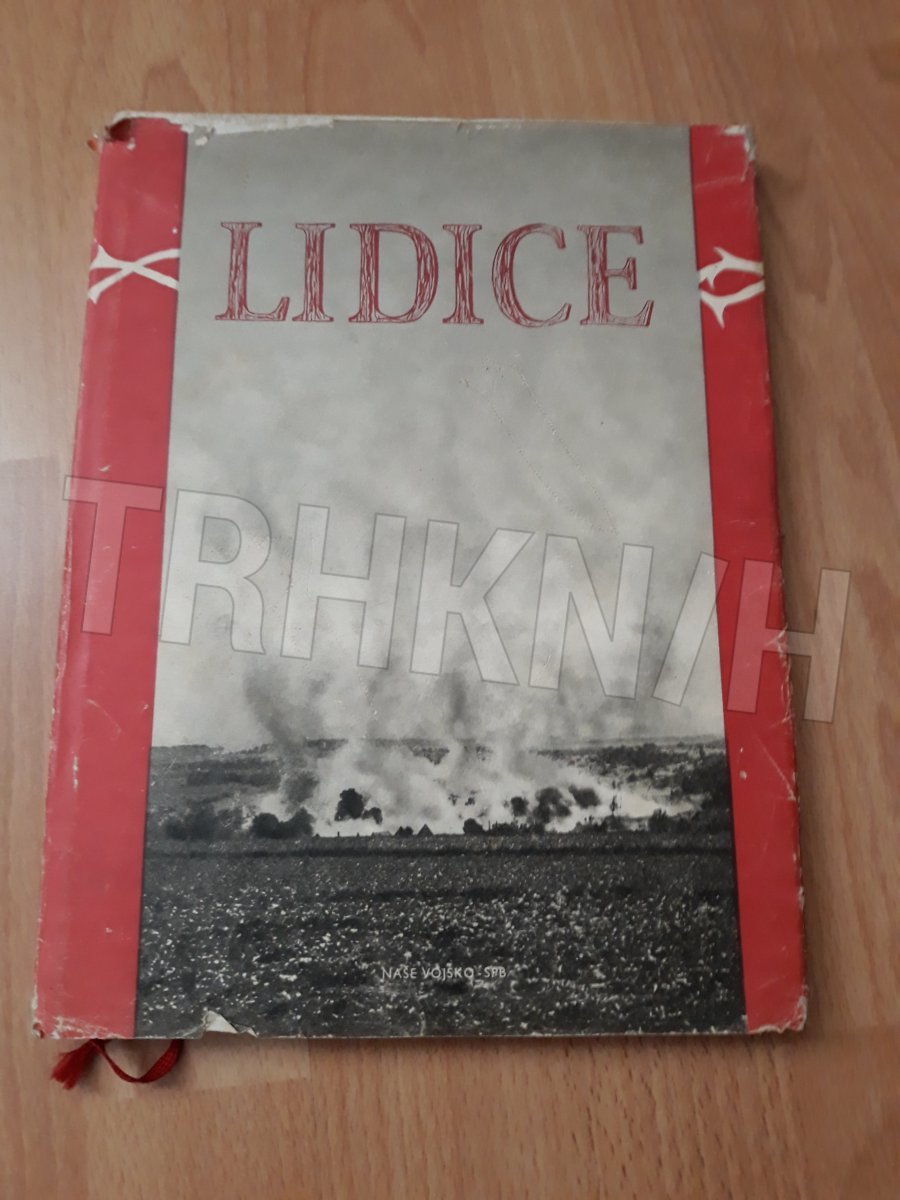 LIDICE
TRHKNIH
NAŠE VOJSKO - SPB